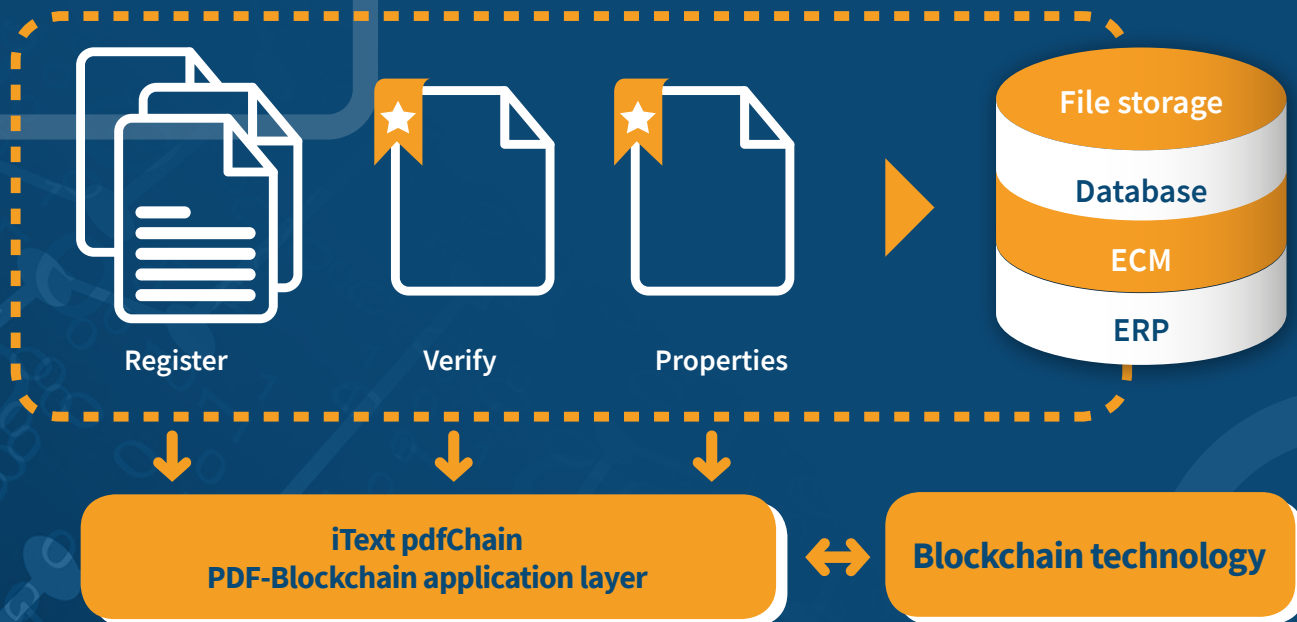 File storage
Database
ECM
ERP
Register
Verify
Properties
iText pdfChain
PDF-Blockchain application layer
Blockchain technology